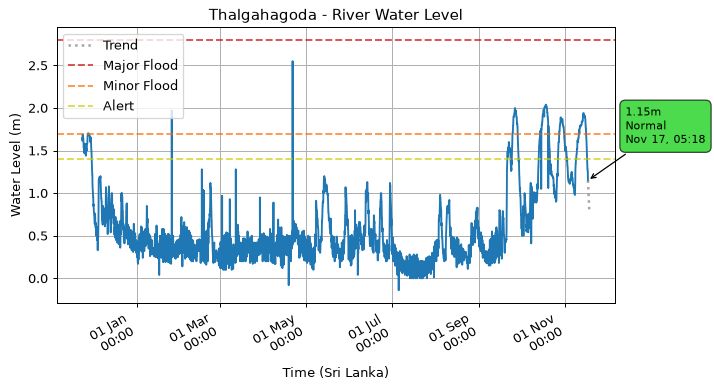 Thalgahagoda - River Water Level
Trend
Major Flood
Minor Flood
Alert
Water Level (m)
2.5
2.0
1.5
1.0
0.5
0.0
1.15m
Normal
Nov 17, 05:18
01 Jan
00:00
01 Mar
00:00
01 May
00:00
01 Jul
00:00
01 Sep
00:00
01 Nov
00:00
Time (Sri Lanka)